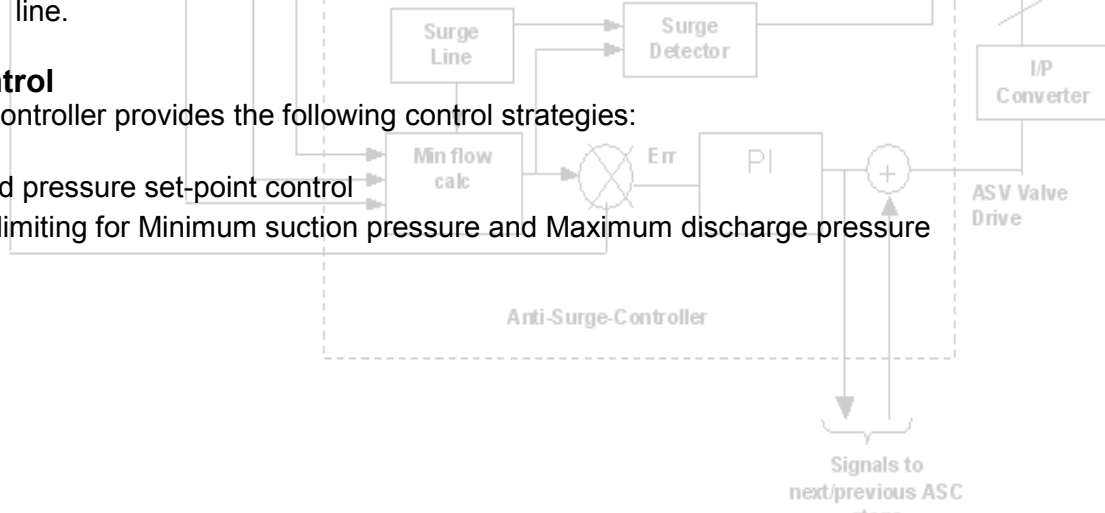 line.
Surge
Line
Surge
Detector
I/P
Converter
ntrol
ontroller provides the following control strategies:
Min flow
calc
Err
PI
+
d pressure set-point control
limiting for Minimum suction pressure and Maximum discharge pressure
ASV Valve
Drive
Anti-Surge-Controller
Signals to
next/previous ASC